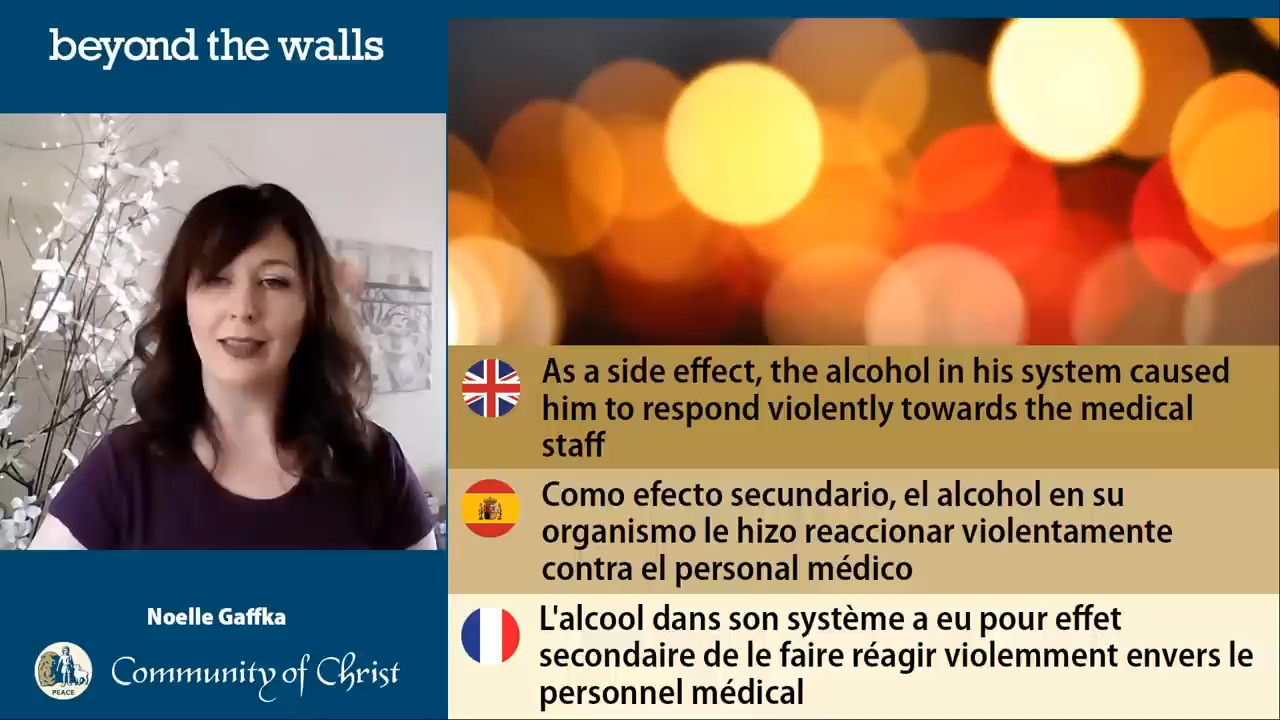 beyond the walls
As a side effect, the alcohol in his system caused
him to respond violently towards the medical
staff
Como efecto secundario, el alcohol en su
organismo le hizo reaccionar violentamente
contra el personal médico
L'alcool dans son système a eu pour effet
secondaire de le faire réagir violemment envers le
personnel médical
Noelle Gaffka
PEACE
Community of Christ